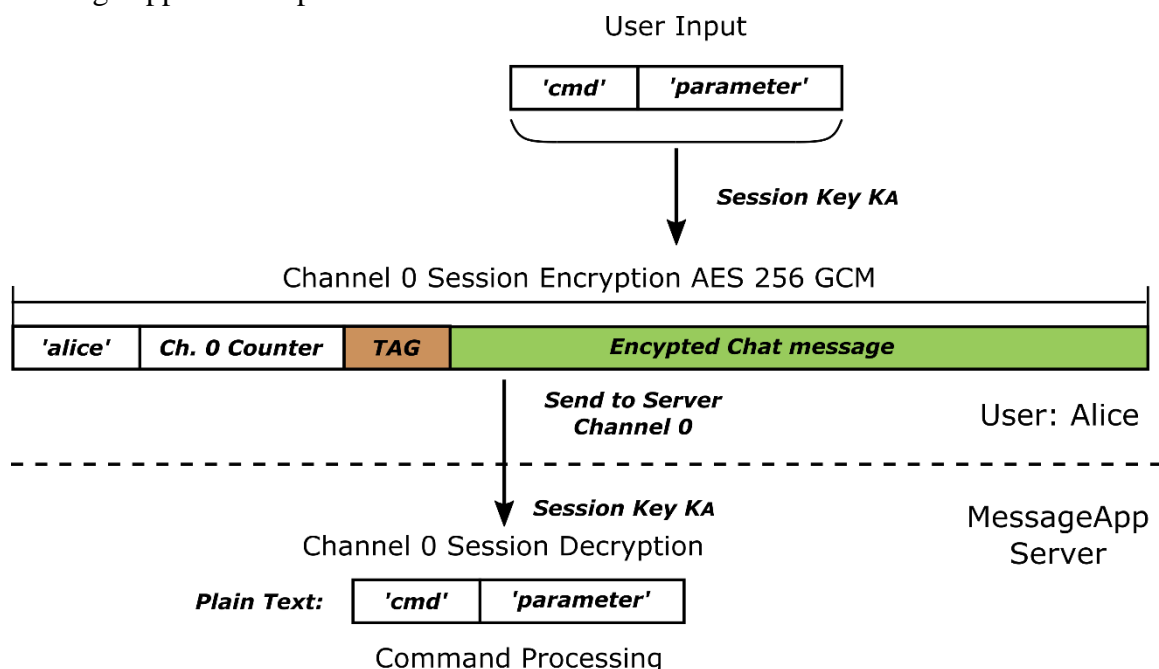 User Input
'cmd' 'parameter'
Session Key KA
Channel 0 Session Encryption AES 256 GCM
'alice' Ch. 0 Counter TAG Encypted Chat message
Send to Server
Channel 0
User: Alice
Session Key KA
MessageApp
Server
Channel 0 Session Decryption
Plain Text: 'cmd' 'parameter'
Command Processing